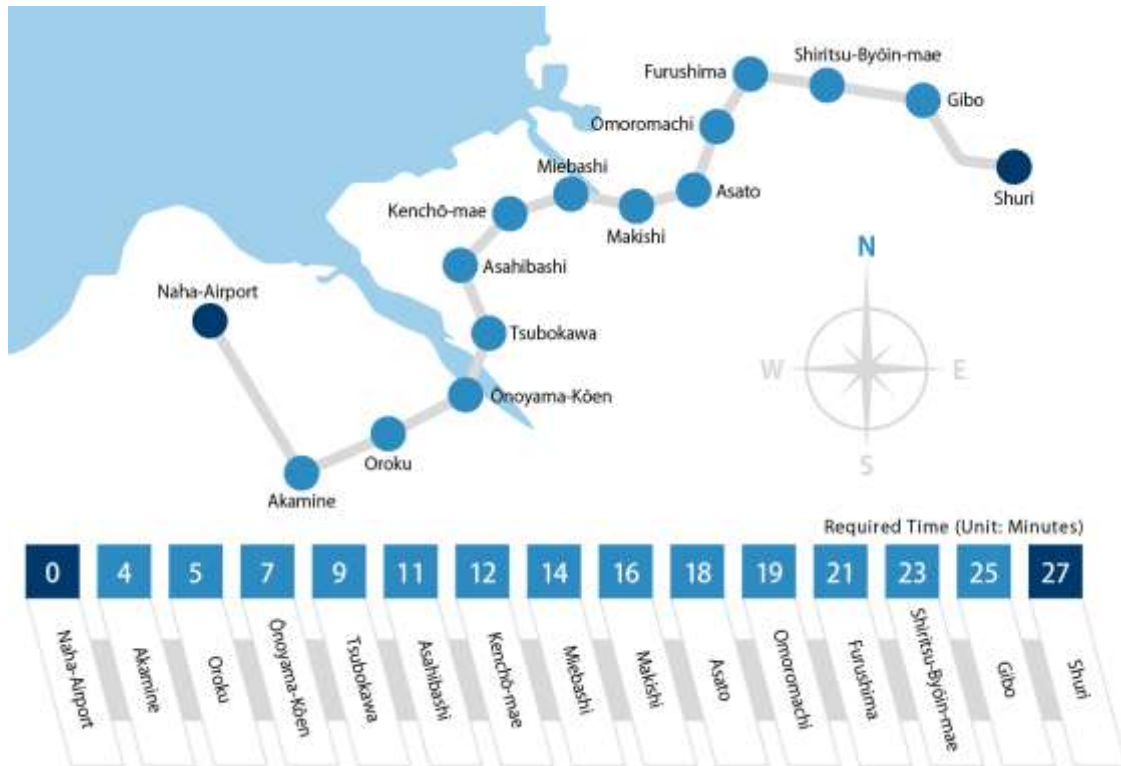 Shiritsu-Byōin-mae
Furushima
Gibo
Omoromachi
Miebashi
Asato
Shuri
Kenchō-mae
Makishi
N
Asahibashi
Naha-Airport
Tsubokawa
W
E
Ōnoyama-Kōen
Oroku
S
Akamine
Required Time (Unit: Minutes)
0 4 5 7 9 11 12 14 16 18 19 21 23 25 27
Naha-Airport
Akamine
Oroku
Ōnoyama-Kōen
Tsubokawa
Asahibashi
Kenchō-mae
Miebashi
Makishi
Asato
Omoromachi
Furushima
Shiritsu-Byōin-mae
Gibo
Shuri